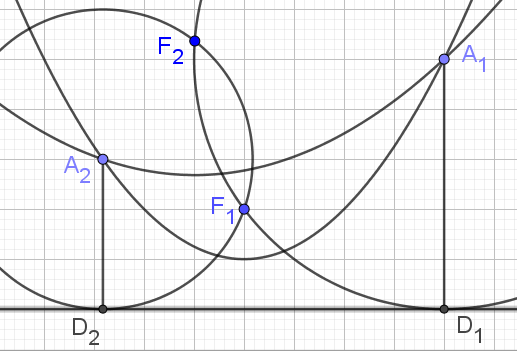 F₂
A₁
A₂
F₁
D₂
D₁